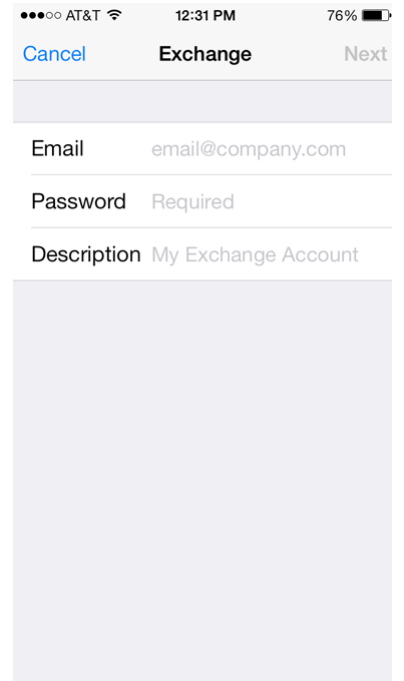 AT&T 12:31 PM 76%
Cancel Exchange Next
Email email@company.com
Password Required
Description My Exchange Account